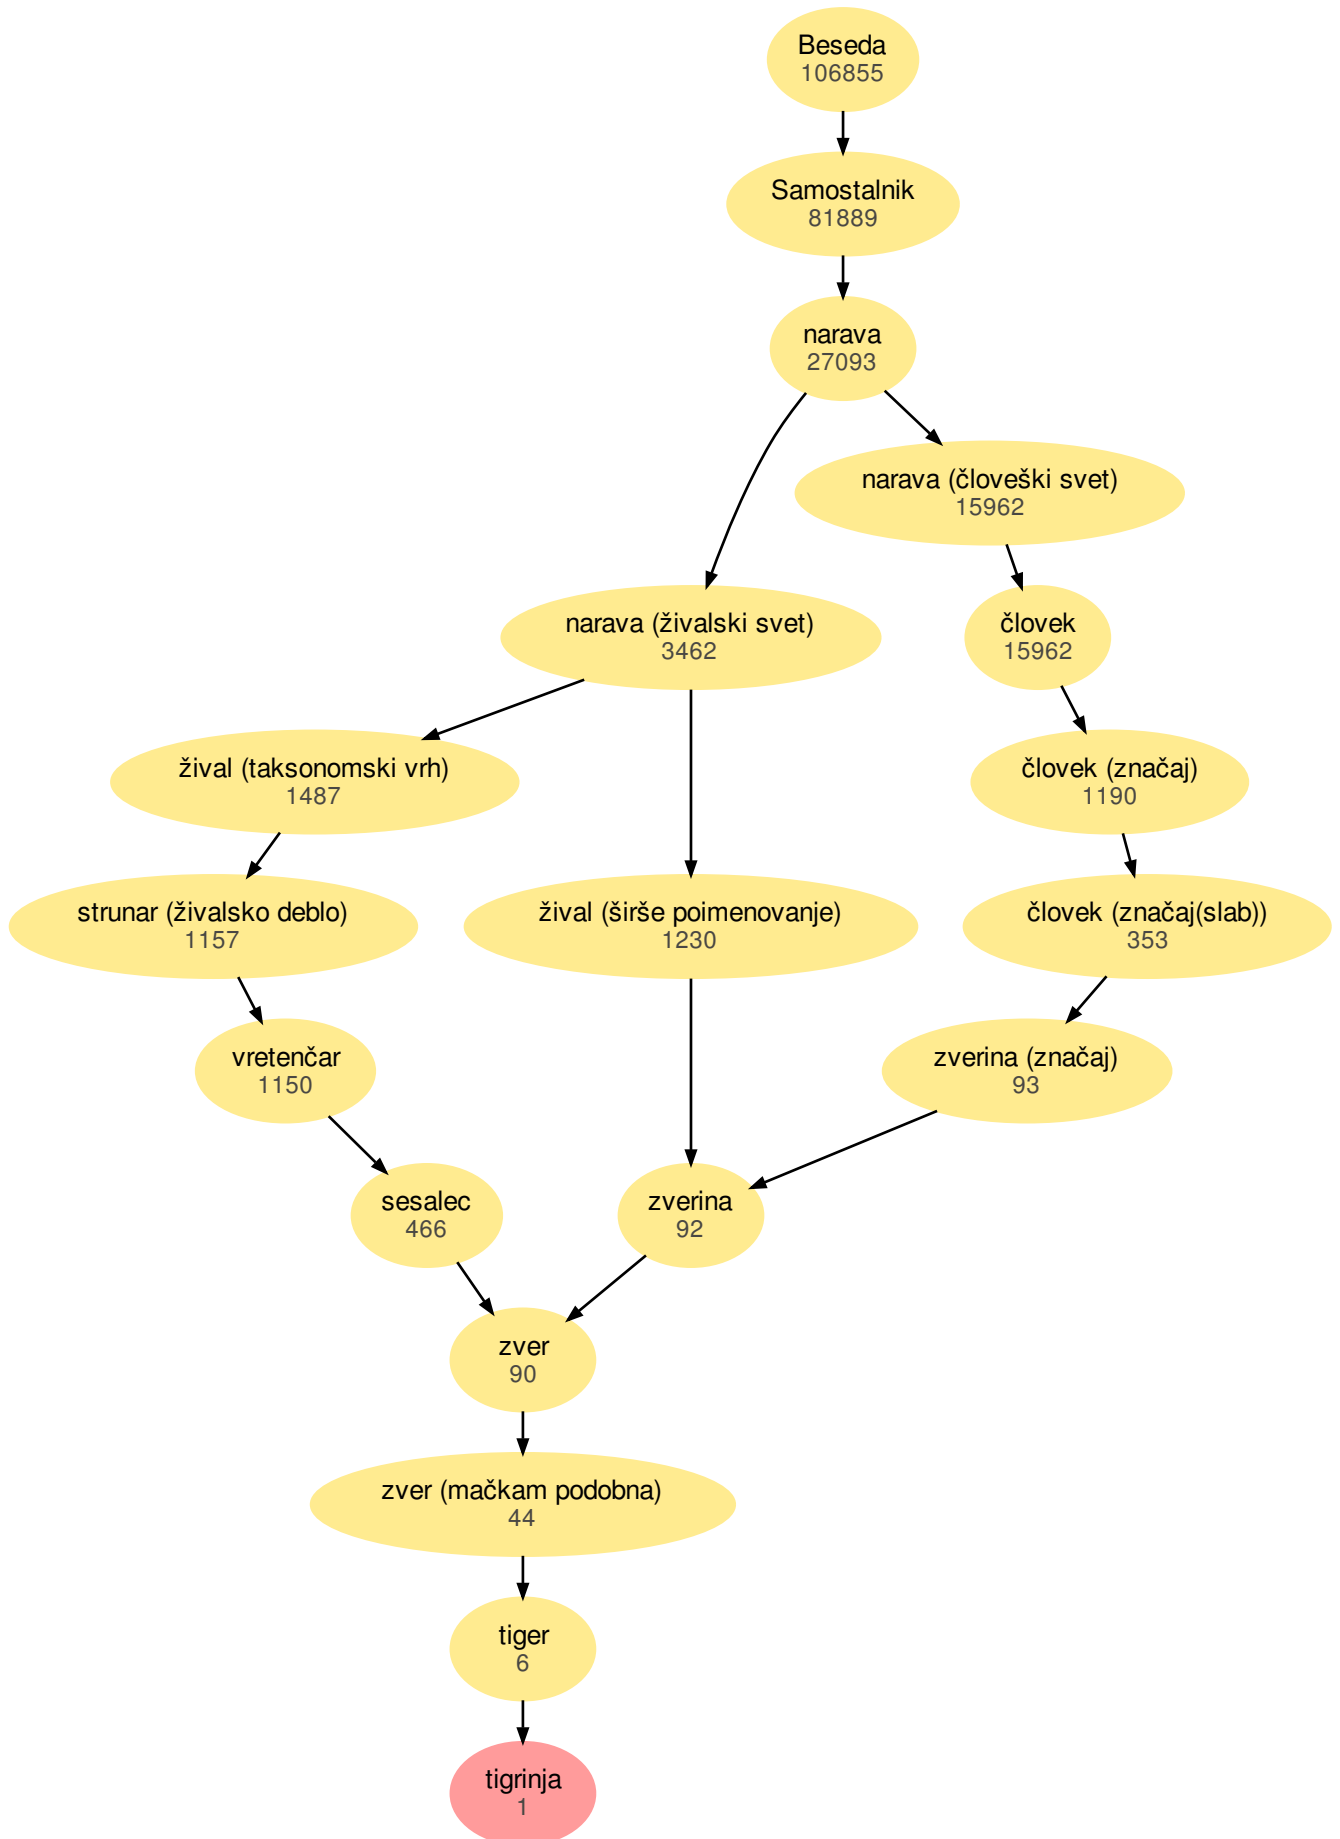 Beseda
106855
Samostalnik
81889
narava
27093
narava (človeški svet)
15962
narava (živalski svet)
3462
človek
15962
žival (taksonomski vrh)
1487
človek (značaj)
1190
strunar (živalsko deblo)
1157
žival (širše poimenovanje)
1230
človek (značaj(slab))
353
vretenčar
1150
zverina (značaj)
93
sesalec
466
zverina
92
zver
90
zver (mačkam podobna)
44
tiger
6
tigrinja
1